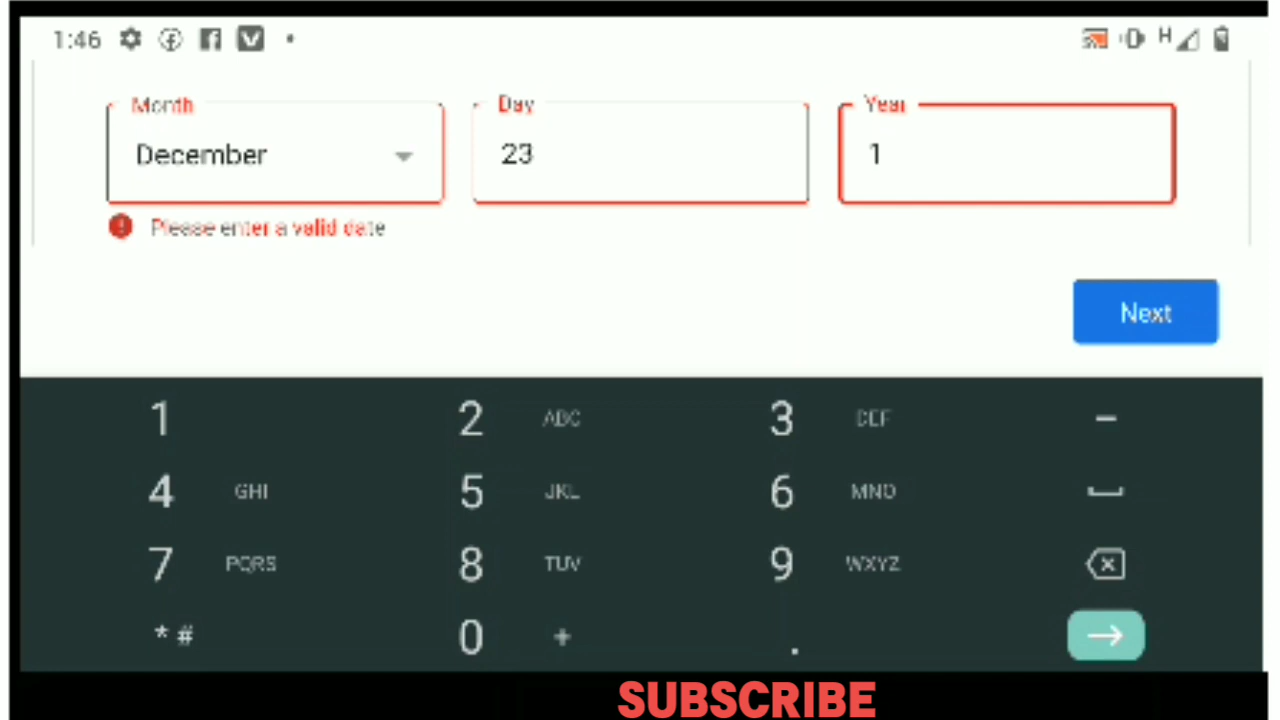 1:46 H
Month Day Year
December 23 1
Please enter a valid date
Next
1 2 ABC 3 DEF –
4 GHI 5 JKL 6 MNO
7 PQRS 8 TUV 9 WXYZ
* # 0 + .
SUBSCRIBE